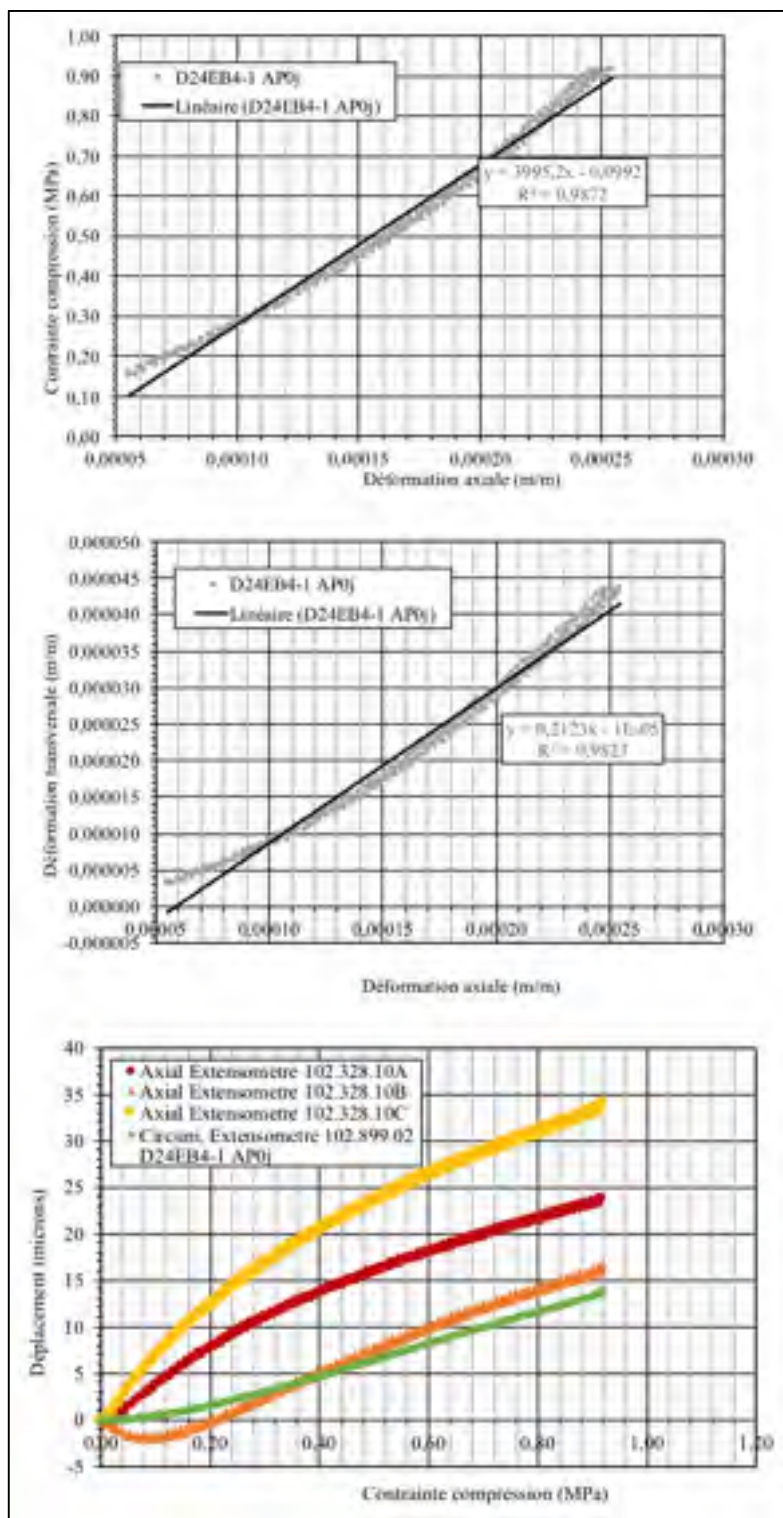 1.00
0.90
0.80
0.70
0.60
0.50
0.40
0.30
0.20
0.10
0.00
Contrainte compression (MPa)
D24EB4-1 AP0j
Linéaire (D24EB4-1 AP0j)
y = 3995,2x - 0,0992
R² = 0,9872
0,00005 0,00010 0,00015 0,00020 0,00025 0,00030
Déformation axiale (m/m)
0,000050
0,000045
0,000040
0,000035
0,000030
0,000025
0,000020
0,000015
0,000010
0,000005
0,000000
-0,000005
Déformation transversale (m/m)
D24EB4-1 AP0j
Linéaire (D24EB4-1 AP0j)
y = 0,2123x - 1E-05
R² = 0,9823
0,00005 0,00010 0,00015 0,00020 0,00025 0,00030
Déformation axiale (m/m)
40
35
30
25
20
15
10
5
0
-5
Déplacement (microns)
Axial Extensometre 102.328.10A
Axial Extensometre 102.328.10B
Axial Extensometre 102.328.10C
Circum. Extensometre 102.899.02
D24EB4-1 AP0j
0.00 0.20 0.40 0.60 0.80 1.00 1.20
Contrainte compression (MPa)